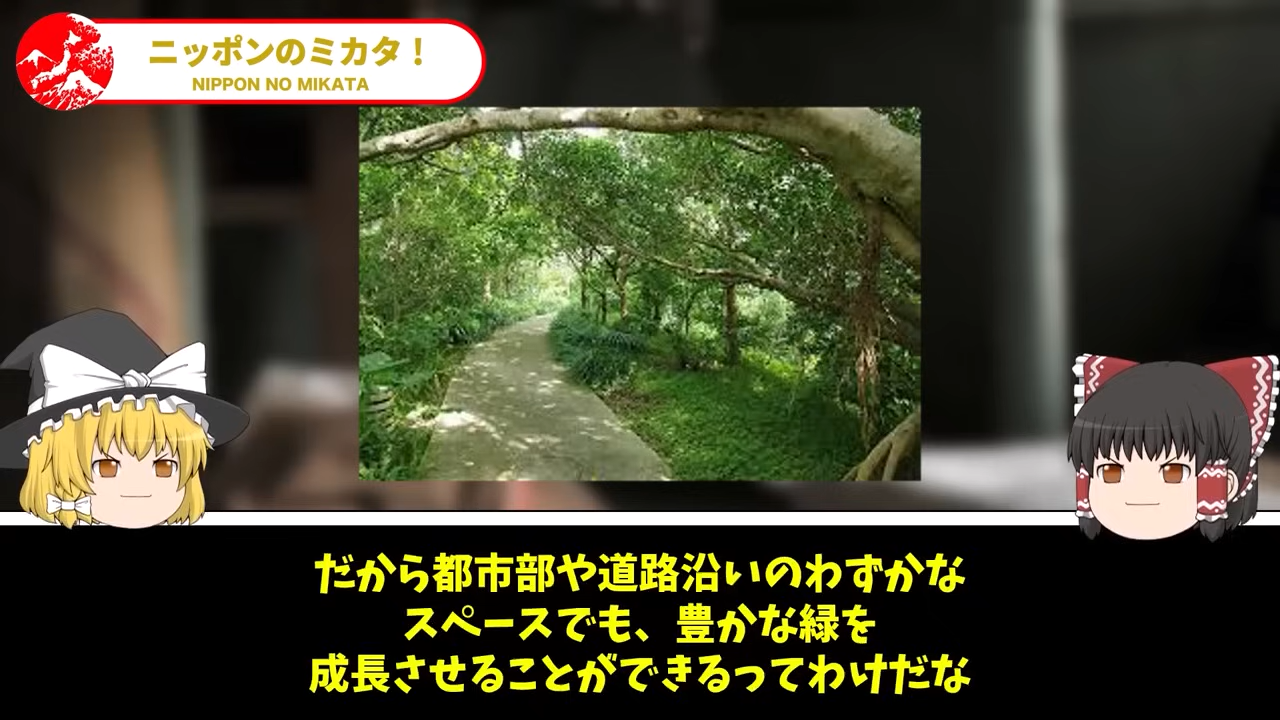 ニッポンのミカタ！
NIPPON NO MIKATA
だから都市部や道路沿いのわずかな
スペースでも、豊かな緑を
成長させることができるってわけだな